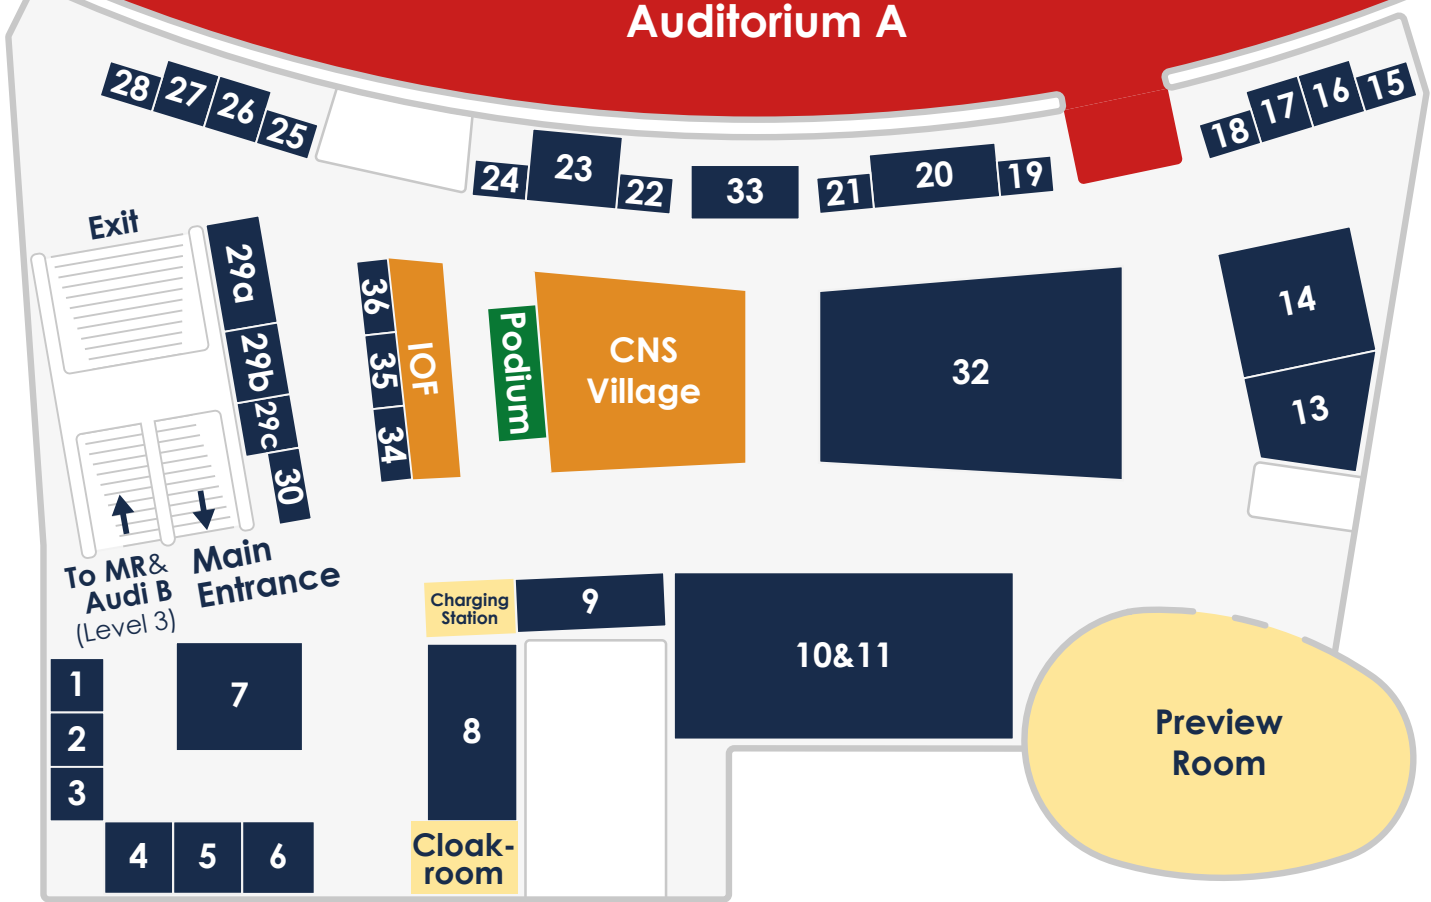 Auditorium A
28
27
26
25
24
23
22
33
21
20
19
18
17
16
15
Exit
29a
29b
29c
30
36
35
34
IOF
Podium
CNS
Village
32
14
13
To MR&
Audi B
(Level 3)
Main
Entrance
Charging
Station
9
10&11
1
2
3
7
8
4
5
6
Cloak-
room
Preview
Room